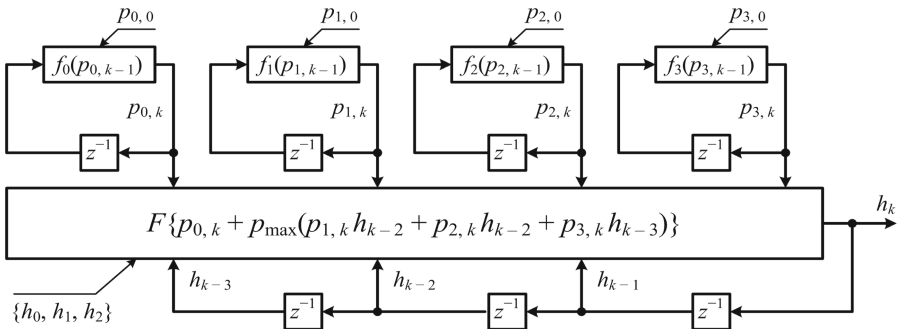 p₀, ₀ p₁, ₀ p₂, ₀ p₃, ₀
f₀(p₀, ₖ₋₁) f₁(p₁, ₖ₋₁) f₂(p₂, ₖ₋₁) f₃(p₃, ₖ₋₁)
p₀, ₖ p₁, ₖ p₂, ₖ p₃, ₖ
z⁻¹ z⁻¹ z⁻¹ z⁻¹
F{p₀, ₖ + pₘₐₓ(p₁, ₖ hₖ₋₂ + p₂, ₖ hₖ₋₂ + p₃, ₖ hₖ₋₃)}
hₖ
hₖ₋₃ hₖ₋₂ hₖ₋₁
{h₀, h₁, h₂}
z⁻¹ z⁻¹ z⁻¹